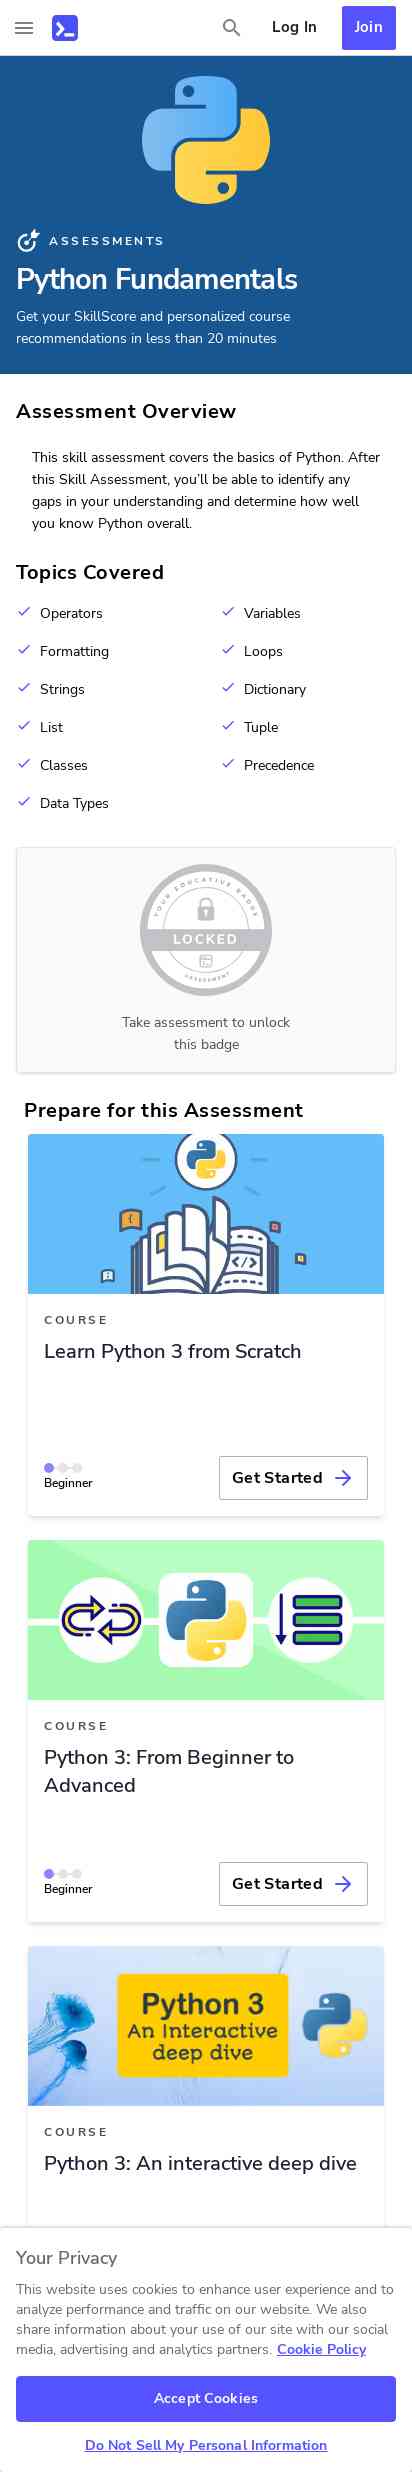 Log In
Join
ASSESSMENTS
Python Fundamentals
Get your SkillScore and personalized course
recommendations in less than 20 minutes
Assessment Overview
This skill assessment covers the basics of Python. After
this Skill Assessment, you'll be able to identify any
gaps in your understanding and determine how well
you know Python overall.
Topics Covered
Operators
Variables
Formatting
Loops
Strings
Dictionary
List
Tuple
Classes
Precedence
Data Types
YOUR EDUCATIVE BADGE
LOCKED
ASSESSMENT
Take assessment to unlock
this badge
Prepare for this Assessment
COURSE
Learn Python 3 from Scratch
Beginner
Get Started
COURSE
Python 3: From Beginner to
Advanced
Beginner
Get Started
Python 3
An Interactive
deep dive
COURSE
Python 3: An interactive deep dive
Your Privacy
This website uses cookies to enhance user experience and to
analyze performance and traffic on our website. We also
share information about your use of our site with our social
media, advertising and analytics partners. Cookie Policy
Accept Cookies
Do Not Sell My Personal Information